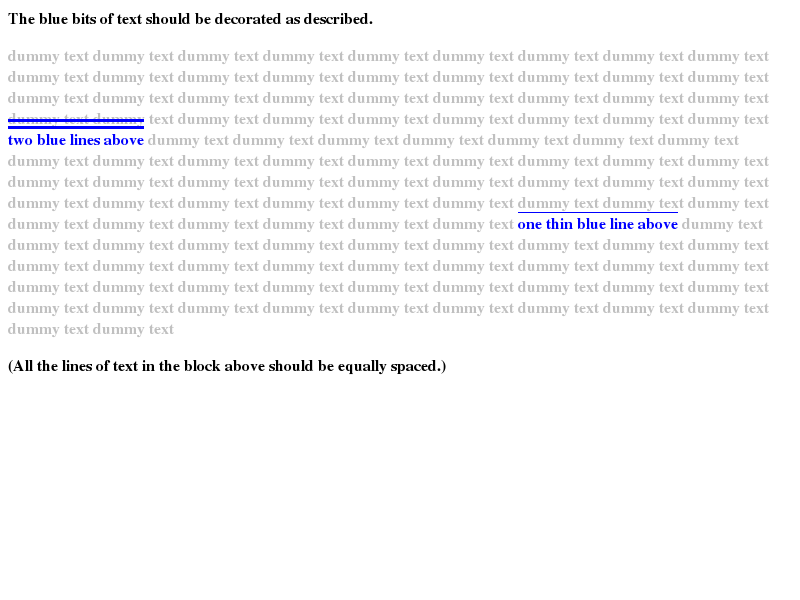 The blue bits of text should be decorated as described.
dummy text dummy text dummy text dummy text dummy text dummy text dummy text dummy text dummy text
dummy text dummy text dummy text dummy text dummy text dummy text dummy text dummy text dummy text
dummy text dummy text dummy text dummy text dummy text dummy text dummy text dummy text dummy text
dummy text dummy text dummy text dummy text dummy text dummy text dummy text dummy text dummy text
two blue lines above dummy text dummy text dummy text dummy text dummy text dummy text dummy text
dummy text dummy text dummy text dummy text dummy text dummy text dummy text dummy text dummy text
dummy text dummy text dummy text dummy text dummy text dummy text dummy text dummy text dummy text
dummy text dummy text dummy text dummy text dummy text dummy text dummy text dummy text dummy text
dummy text dummy text dummy text dummy text dummy text dummy text one thin blue line above dummy text
dummy text dummy text dummy text dummy text dummy text dummy text dummy text dummy text dummy text
dummy text dummy text dummy text dummy text dummy text dummy text dummy text dummy text dummy text
dummy text dummy text dummy text dummy text dummy text dummy text dummy text dummy text dummy text
dummy text dummy text dummy text dummy text dummy text dummy text dummy text dummy text dummy text
dummy text dummy text
(All the lines of text in the block above should be equally spaced.)